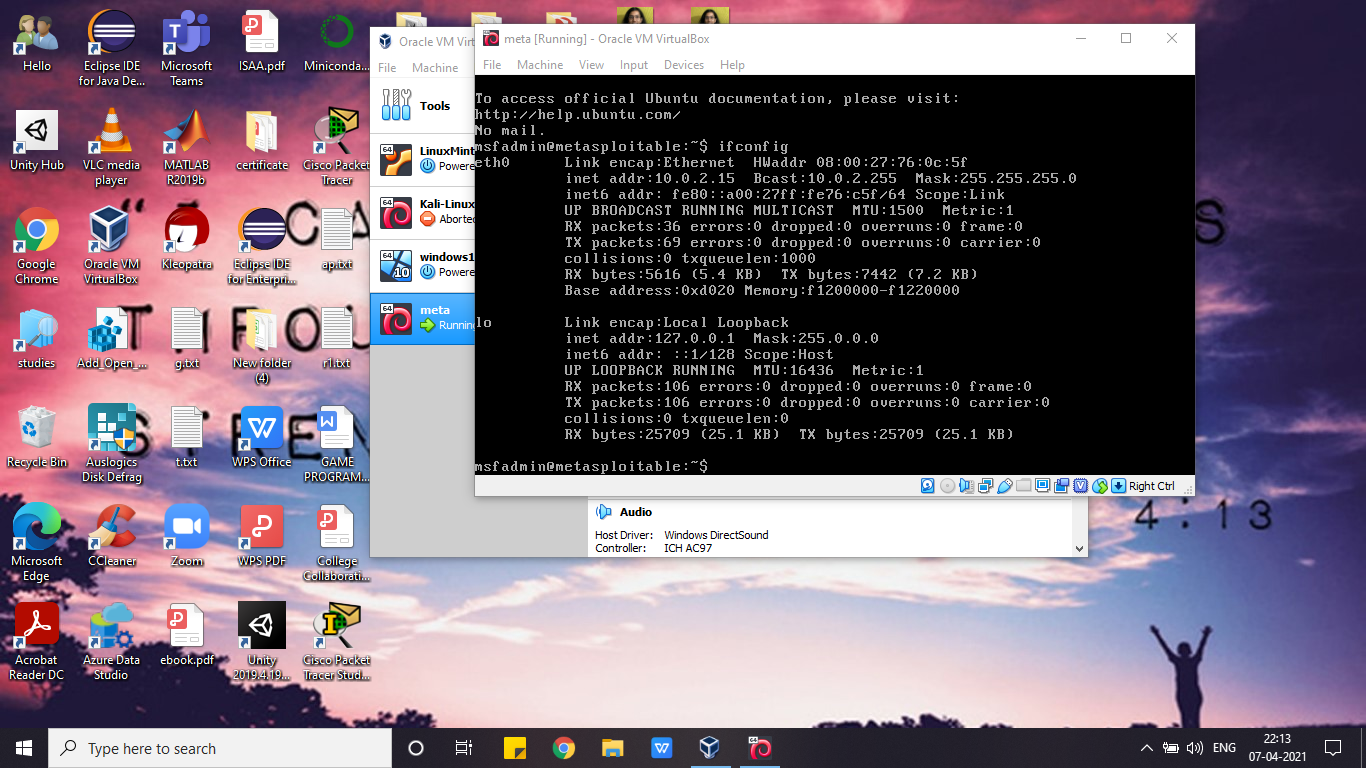 Hello
Eclipse IDE
for Java De...
Microsoft
Teams
ISAA.pdf
Miniconda...
Unity Hub
VLC media
player
MATLAB
R2019b
certificate
Cisco Packet
Tracer
Google
Chrome
Oracle VM
VirtualBox
Kleopatra
Eclipse IDE
for Enterpri...
ap.txt
studies
Add_Open_...
g.txt
New folder
(4)
r1.txt
Recycle Bin
Auslogics
Disk Defrag
t.txt
WPS Office
GAME
PROGRAM...
Microsoft
Edge
CCleaner
Zoom
WPS PDF
College
Collaborati...
Acrobat
Reader DC
Azure Data
Studio
ebook.pdf
Unity
2019.4.19...
Cisco Packet
Tracer Stud...
4:13
Oracle VM Virt
File Machine
Tools
64
LinuxMint
Powere
64
Kali-Linux
Aborte
64
10
windows1
Powere
64
meta
Running
Audio
Host Driver: Windows DirectSound
Controller: ICH AC97
meta [Running] - Oracle VM VirtualBox
File Machine View Input Devices Help
To access official Ubuntu documentation, please visit:
http://help.ubuntu.com/
No mail.
msfadmin@metasploitable:~$ ifconfig
eth0 Link encap:Ethernet HWaddr 08:00:27:76:0c:5f
inet addr:10.0.2.15 Bcast:10.0.2.255 Mask:255.255.255.0
inet6 addr: fe80::a00:27ff:fe76:c5f/64 Scope:Link
UP BROADCAST RUNNING MULTICAST MTU:1500 Metric:1
RX packets:36 errors:0 dropped:0 overruns:0 frame:0
TX packets:69 errors:0 dropped:0 overruns:0 carrier:0
collisions:0 txqueuelen:1000
RX bytes:5616 (5.4 KB) TX bytes:7442 (7.2 KB)
Base address:0xd020 Memory:f1200000-f1220000
lo Link encap:Local Loopback
inet addr:127.0.0.1 Mask:255.0.0.0
inet6 addr: ::1/128 Scope:Host
UP LOOPBACK RUNNING MTU:16436 Metric:1
RX packets:106 errors:0 dropped:0 overruns:0 frame:0
TX packets:106 errors:0 dropped:0 overruns:0 carrier:0
collisions:0 txqueuelen:0
RX bytes:25709 (25.1 KB) TX bytes:25709 (25.1 KB)
msfadmin@metasploitable:~$
Right Ctrl
Type here to search
ENG
22:13
07-04-2021